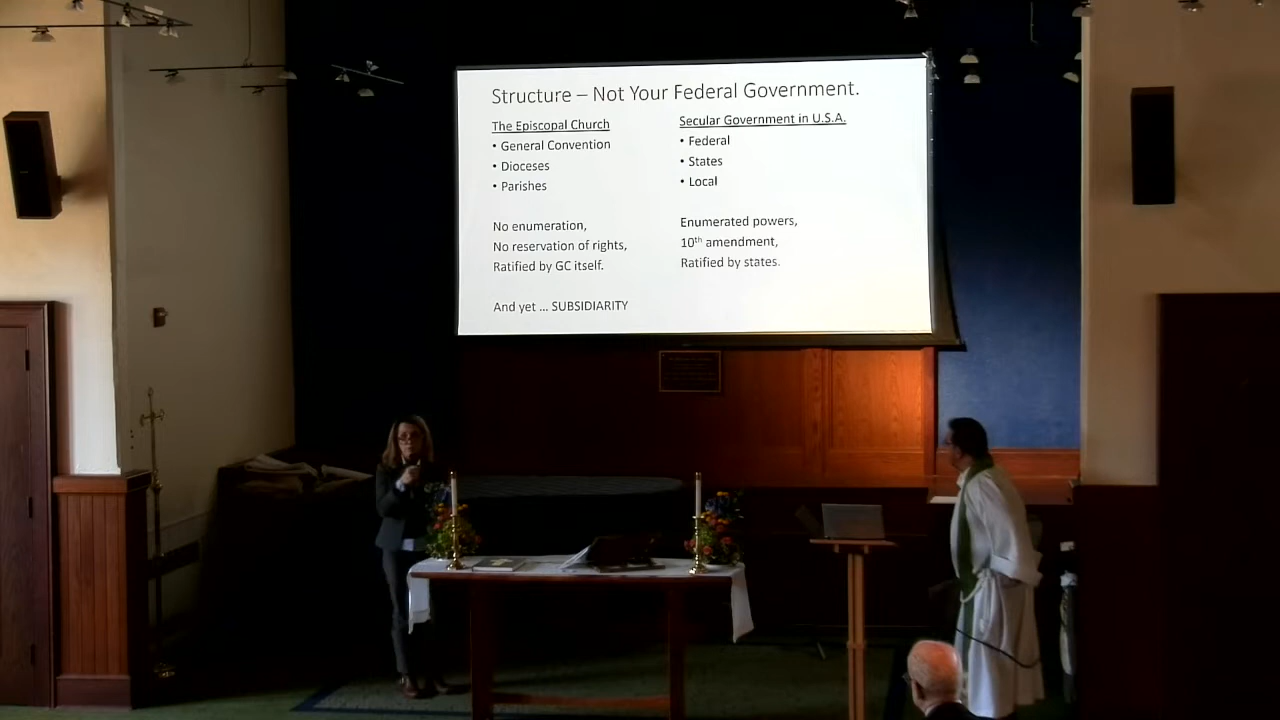 Structure – Not Your Federal Government.
The Episcopal Church
• General Convention
• Dioceses
• Parishes
No enumeration,
No reservation of rights,
Ratified by GC itself.
And yet ... SUBSIDIARITY
Secular Government in U.S.A.
• Federal
• States
• Local
Enumerated powers,
10th amendment,
Ratified by states.